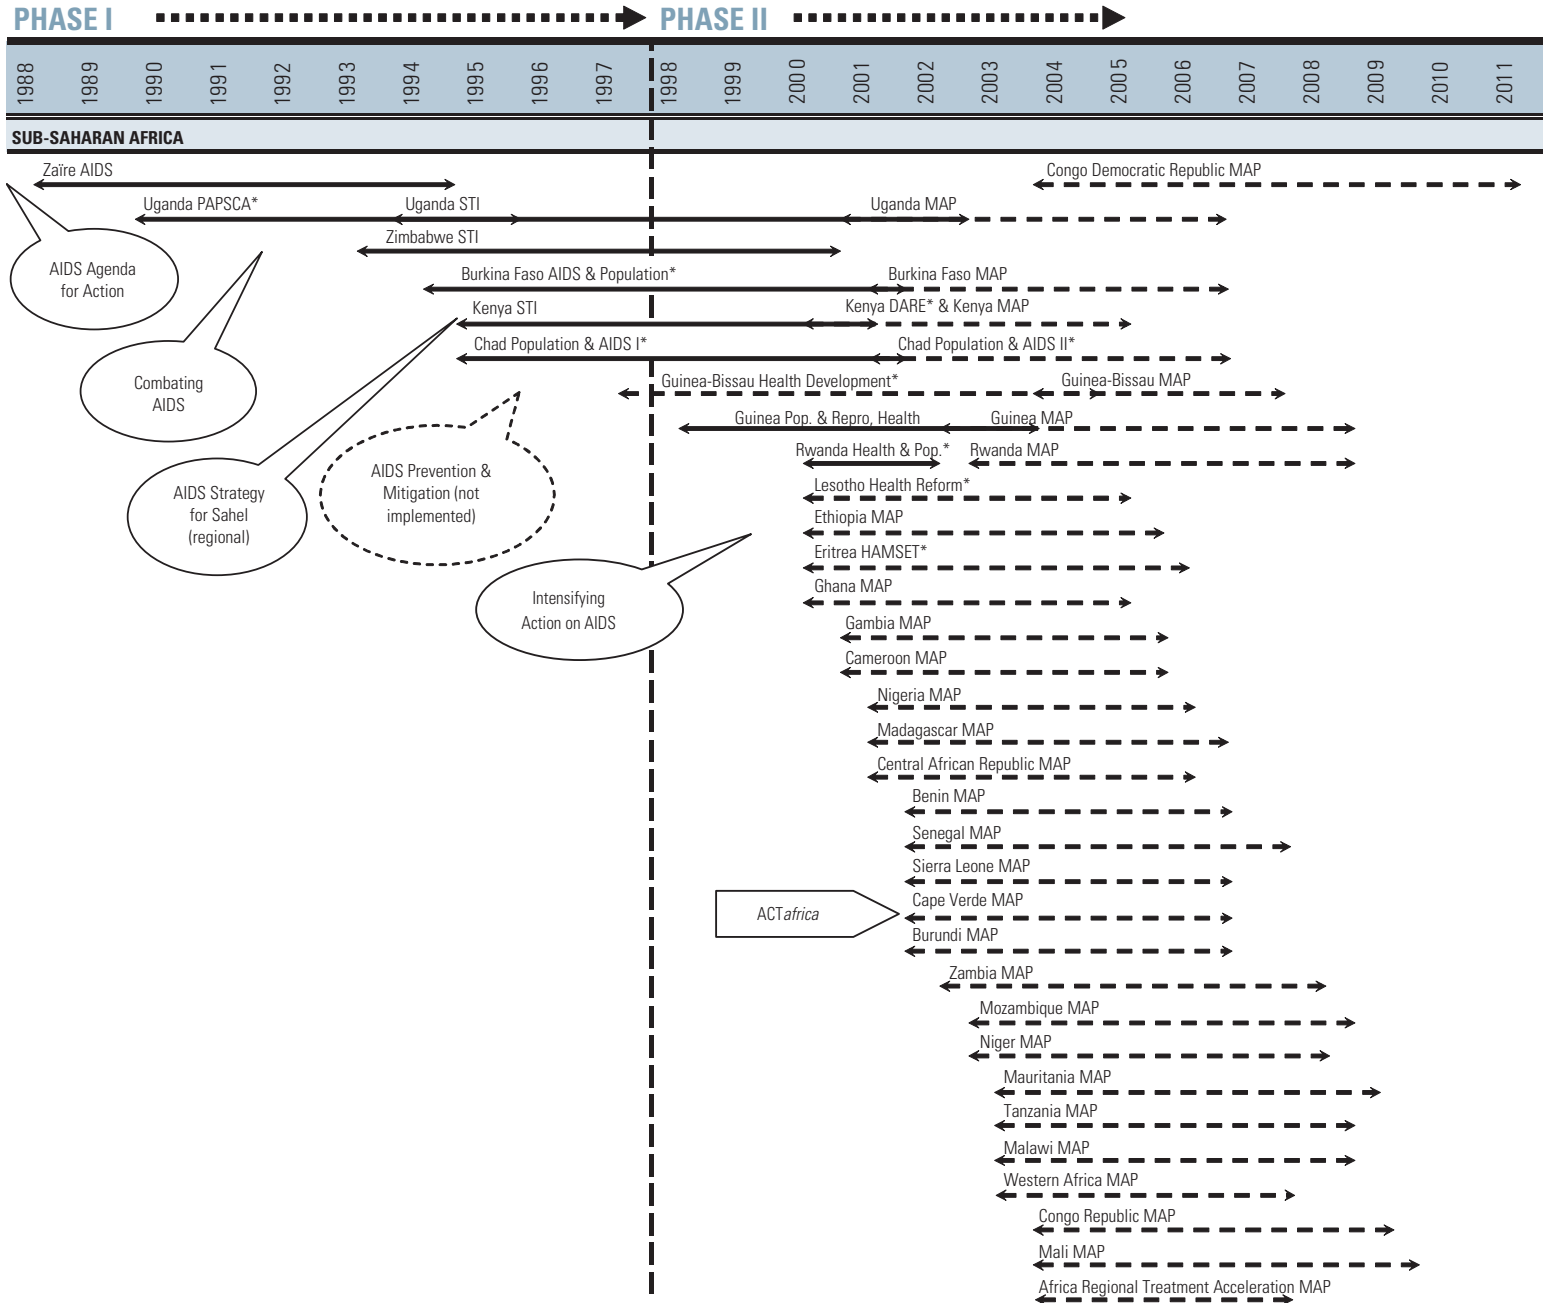 PHASE I
PHASE II
1988 1989 1990 1991 1992 1993 1994 1995 1996 1997 1998 1999 2000 2001 2002 2003 2004 2005 2006 2007 2008 2009 2010 2011
SUB-SAHARAN AFRICA
Zaïre AIDS
Congo Democratic Republic MAP
Uganda PAPSCA*
Uganda STI
Uganda MAP
Zimbabwe STI
AIDS Agenda
for Action
Burkina Faso AIDS & Population*
Burkina Faso MAP
Kenya STI
Kenya DARE* & Kenya MAP
Chad Population & AIDS I*
Chad Population & AIDS II*
Combating
AIDS
Guinea-Bissau Health Development*
Guinea-Bissau MAP
Guinea Pop. & Repro, Health
Guinea MAP
Rwanda Health & Pop.*
Rwanda MAP
AIDS Prevention &
Mitigation (not
implemented)
AIDS Strategy
for Sahel
(regional)
Lesotho Health Reform*
Ethiopia MAP
Eritrea HAMSET*
Ghana MAP
Intensifying
Action on AIDS
Gambia MAP
Cameroon MAP
Nigeria MAP
Madagascar MAP
Central African Republic MAP
Benin MAP
Senegal MAP
Sierra Leone MAP
Cape Verde MAP
ACTafrica
Burundi MAP
Zambia MAP
Mozambique MAP
Niger MAP
Mauritania MAP
Tanzania MAP
Malawi MAP
Western Africa MAP
Congo Republic MAP
Mali MAP
Africa Regional Treatment Acceleration MAP